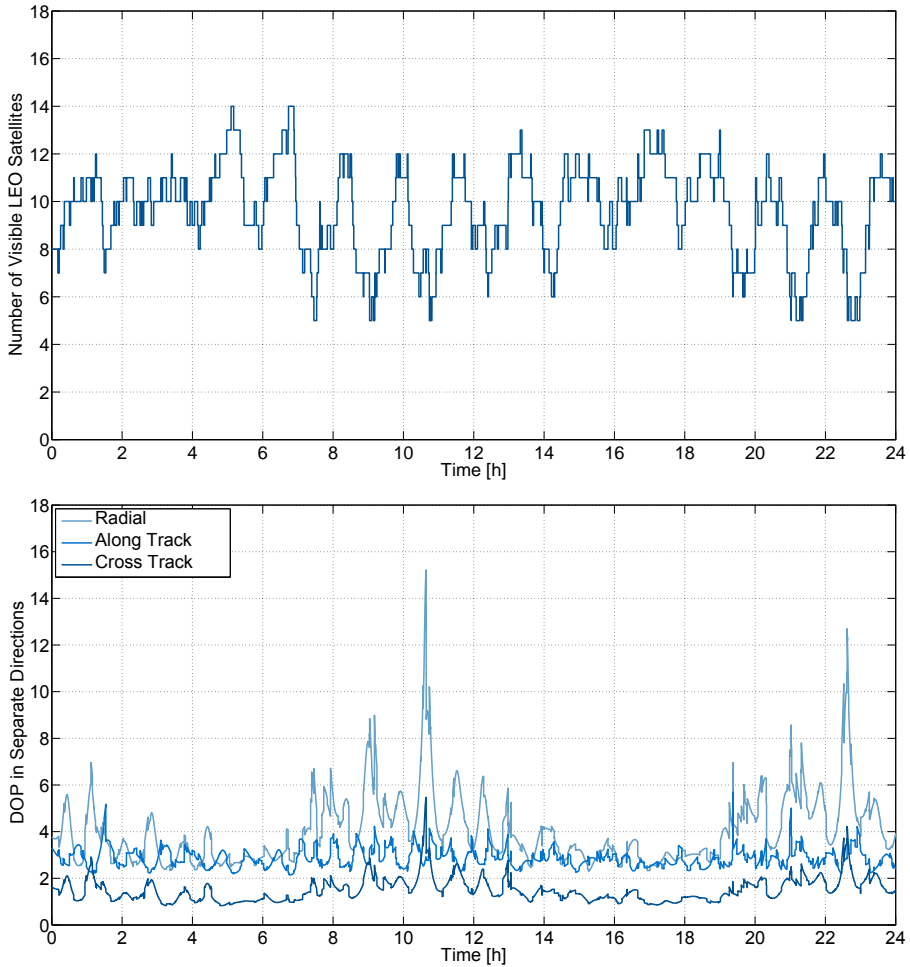 18
16
14
12
10
8
6
4
2
0
Number of Visible LEO Satellites
0 2 4 6 8 10 12 14 16 18 20 22 24
Time [h]
18
16
14
12
10
8
6
4
2
0
DOP in Separate Directions
Radial
Along Track
Cross Track
0 2 4 6 8 10 12 14 16 18 20 22 24
Time [h]